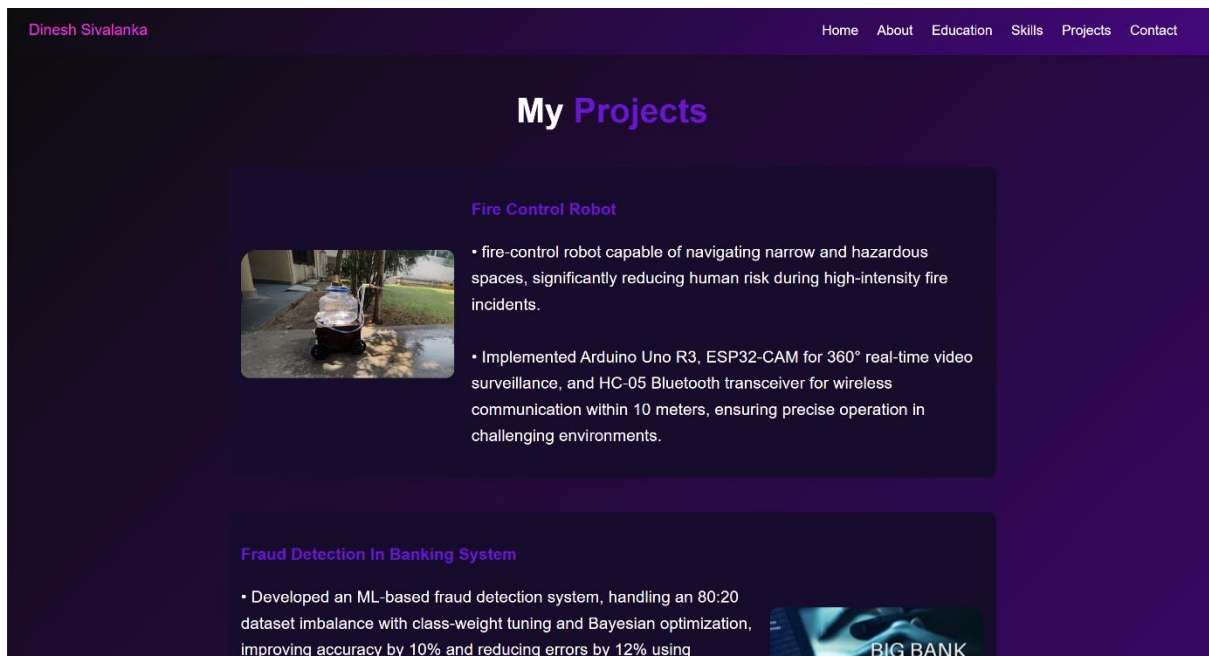 Dinesh Sivalanka
Home About Education Skills Projects Contact
My Projects
Fire Control Robot
• fire-control robot capable of navigating narrow and hazardous
spaces, significantly reducing human risk during high-intensity fire
incidents.
• Implemented Arduino Uno R3, ESP32-CAM for 360° real-time video
surveillance, and HC-05 Bluetooth transceiver for wireless
communication within 10 meters, ensuring precise operation in
challenging environments.
Fraud Detection In Banking System
• Developed an ML-based fraud detection system, handling an 80:20
dataset imbalance with class-weight tuning and Bayesian optimization,
improving accuracy by 10% and reducing errors by 12% using
BIG BANK